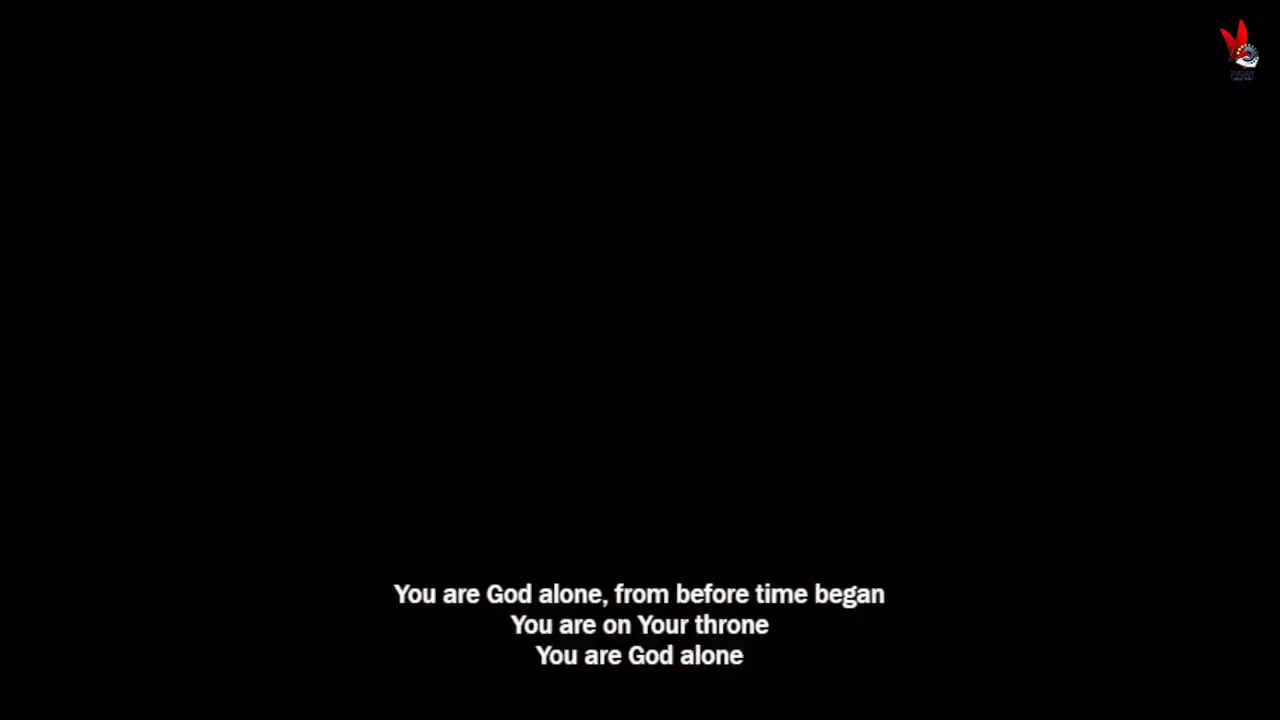 You are God alone, from before time began
You are on Your throne
You are God alone